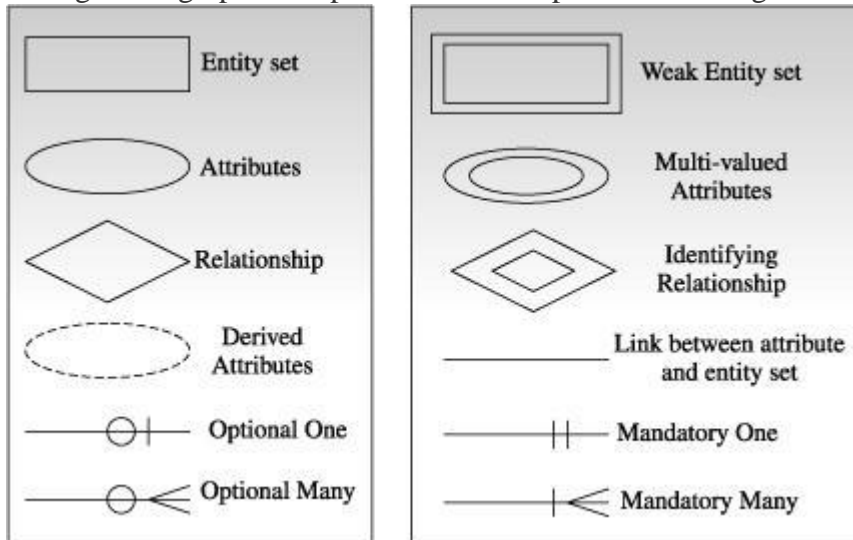 Entity set
Attributes
Relationship
Derived
Attributes
Optional One
Optional Many
Weak Entity set
Multi-valued
Attributes
Identifying
Relationship
Link between attribute
and entity set
Mandatory One
Mandatory Many